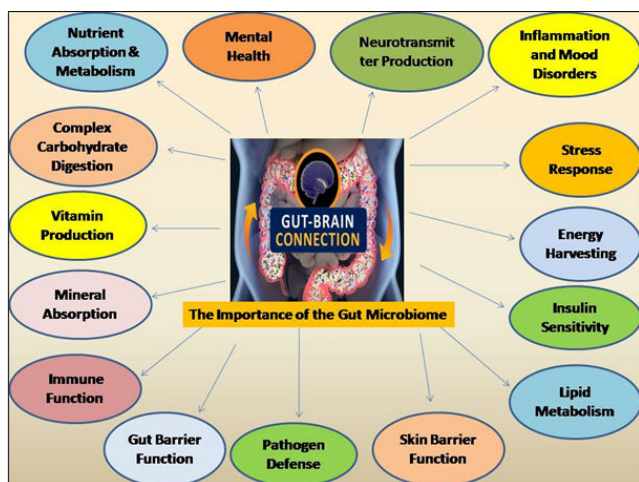 Nutrient
Absorption &
Metabolism
Mental
Health
Neurotransmit
ter Production
Inflammation
and Mood
Disorders
Complex
Carbohydrate
Digestion
Stress
Response
Vitamin
Production
GUT-BRAIN
CONNECTION
Energy
Harvesting
Mineral
Absorption
The Importance of the Gut Microbiome
Insulin
Sensitivity
Immune
Function
Lipid
Metabolism
Gut Barrier
Function
Pathogen
Defense
Skin Barrier
Function